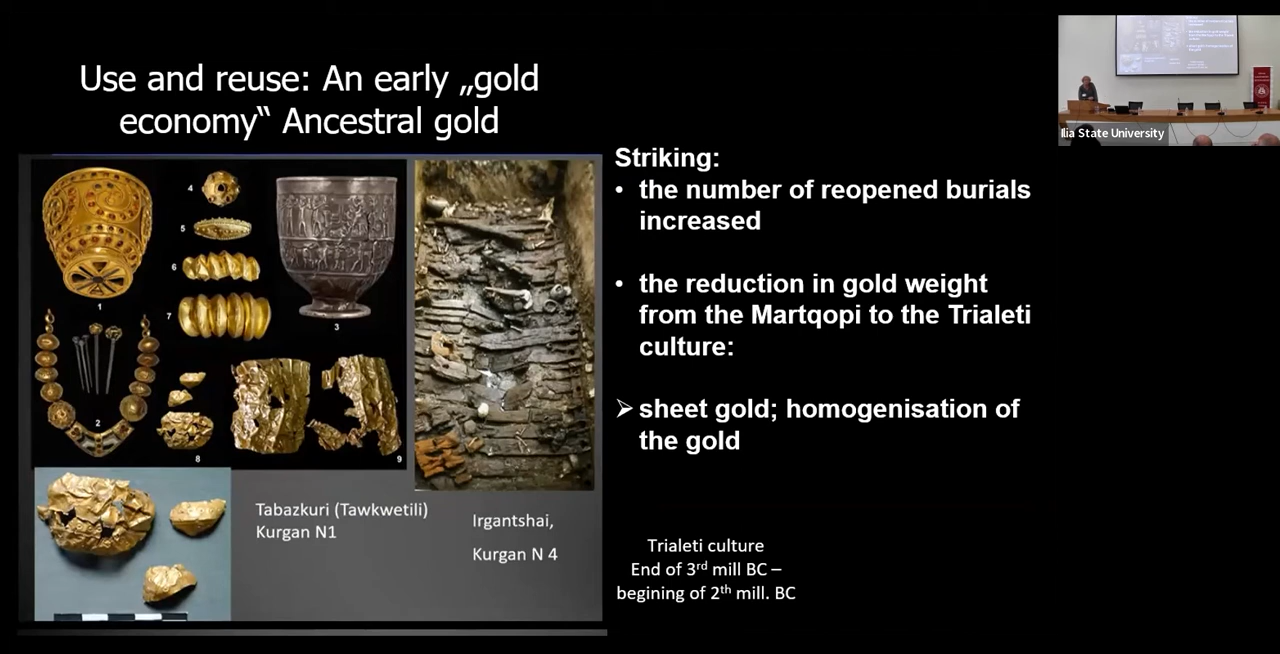 Use and reuse: An early „gold
economy‟ Ancestral gold
Striking:
• the number of reopened burials
increased
• the reduction in gold weight
from the Martqopi to the Trialeti
culture:
➢ sheet gold; homogenisation of
the gold
1
2
3
4
5
6
7
8
9
Tabazkuri (Tawkwetili)
Kurgan N1
Irgantshai,
Kurgan N 4
Trialeti culture
End of 3rd mill BC –
begining of 2th mill. BC
Ilia State University